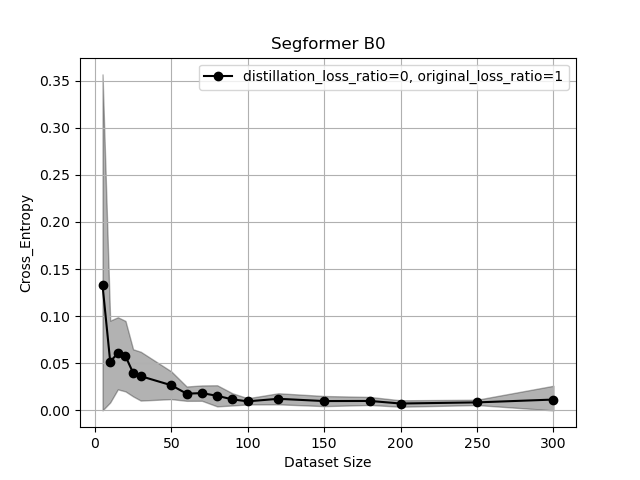 Segformer B0
distillation_loss_ratio=0, original_loss_ratio=1
Cross_Entropy
0.35
0.30
0.25
0.20
0.15
0.10
0.05
0.00
0 50 100 150 200 250 300
Dataset Size